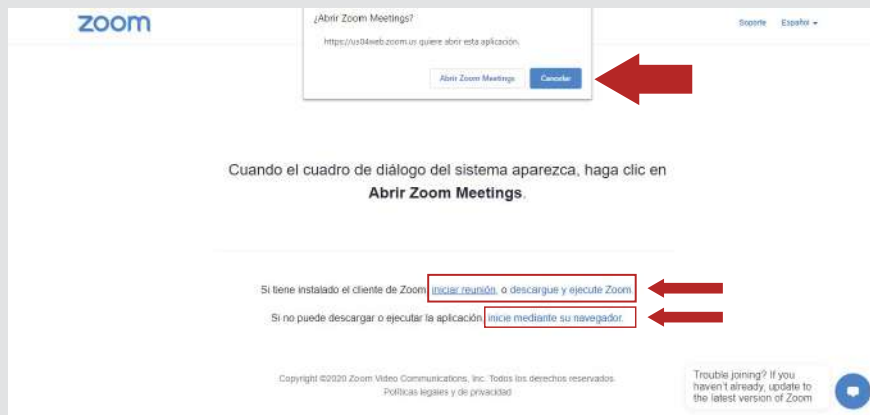 zoom
¿Abrir Zoom Meetings?
Soporte Español
https://us04web.zoom.us quiere abrir esta aplicación.
Abrir Zoom Meetings Cancelar
Cuando el cuadro de diálogo del sistema aparezca, haga clic en
Abrir Zoom Meetings.
Si tiene instalado el cliente de Zoom, iniciar reunión, o descargue y ejecute Zoom.
Si no puede descargar o ejecutar la aplicación, inicie mediante su navegador.
Copyright ©2020 Zoom Video Communications, Inc. Todos los derechos reservados.
Políticas legales y de privacidad
Trouble joining? If you
haven't already, update to
the latest version of Zoom